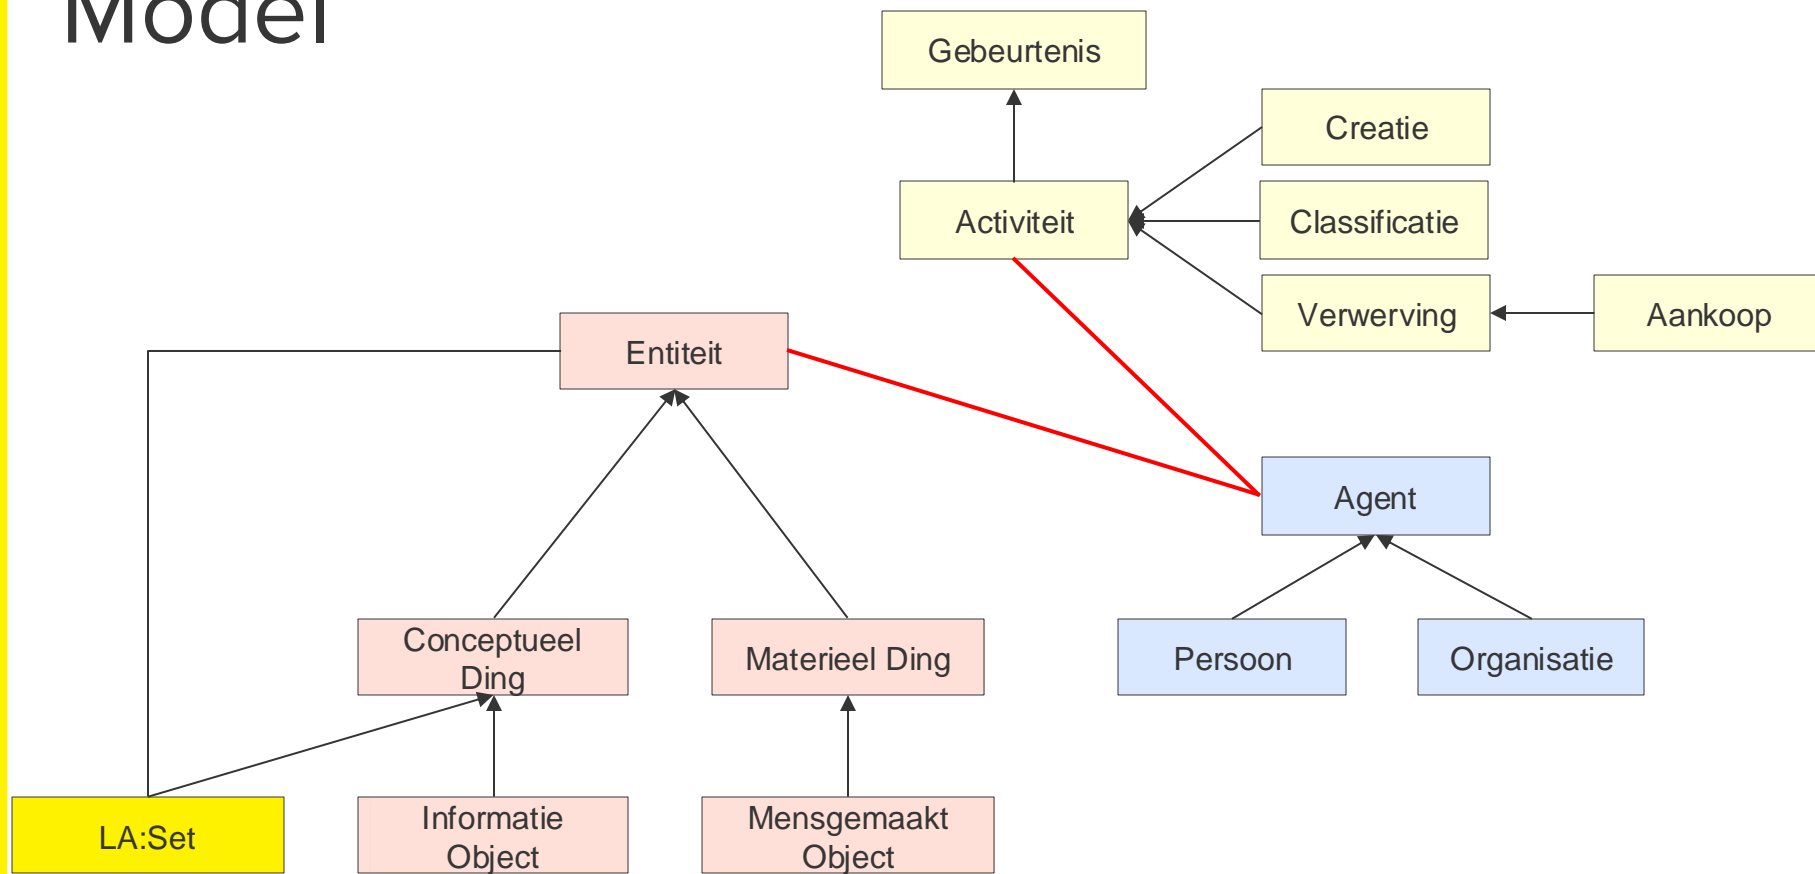 Model
Gebeurtenis
Creatie
Activiteit
Classificatie
Verwerving
Aankoop
Entiteit
Agent
Conceptueel
Ding
Materieel Ding
Persoon
Organisatie
LA:Set
Informatie
Object
Mensgemaakt
Object